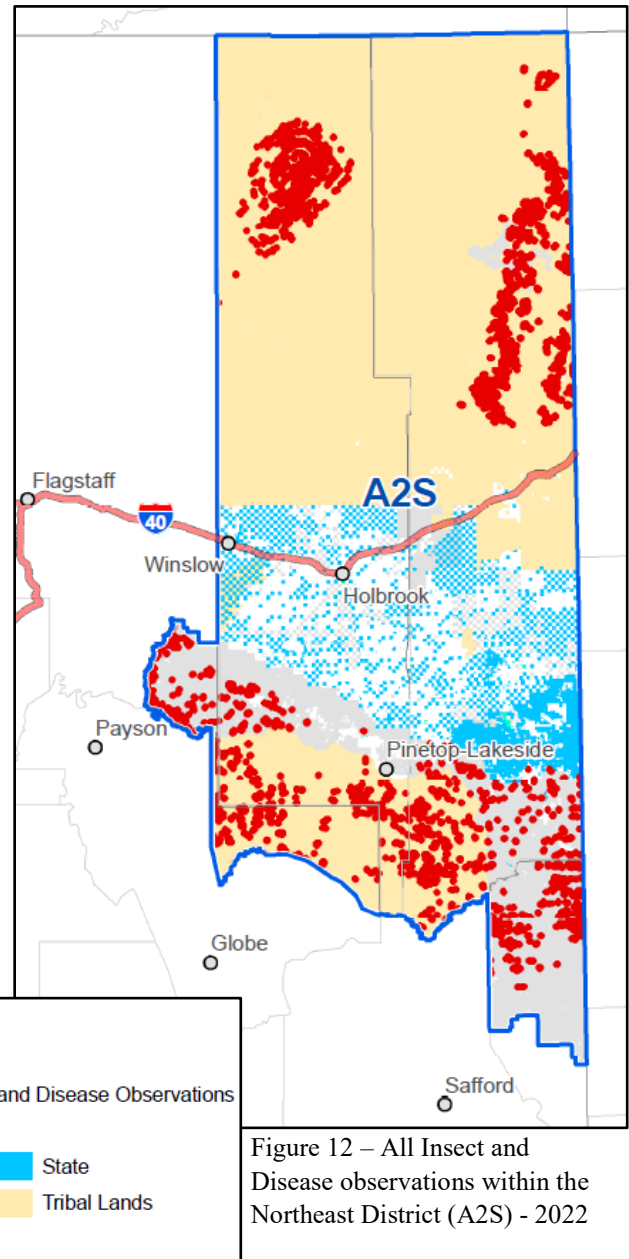 A2S
Flagstaff
40
Winslow
Holbrook
Payson
Pinetop-Lakeside
Globe
Safford
and Disease Observations
State
Tribal Lands
Figure 12 – All Insect and
Disease observations within the
Northeast District (A2S) - 2022